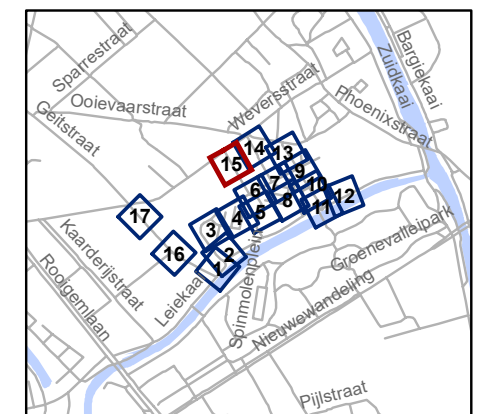 Sparrestraat
Bargiekaai
Zuidkaai
Ooievaarstraat
Weversstraat
Phoenixstraat
Geitstraat
14
13
15
9
7
10
6
12
17
8
11
5
4
3
Kaarderijstraat
16
2
1
Groenevalleipark
Rooigemlaan
Leiekaai
Spinmolenplein
Nieuwewandeling
Pijlstraat